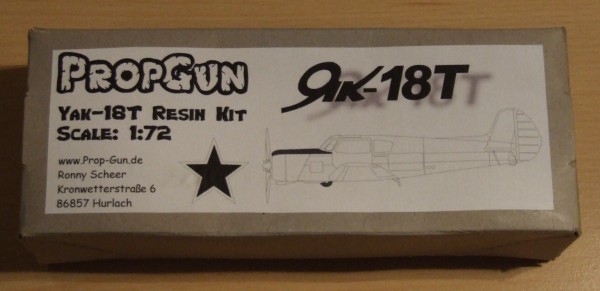 PROPGUN
YAK-18T RESIN KIT
SCALE: 1:72
www.Prop-Gun.de
Ronny Scheer
Kronwetterstraße 6
86857 Hurlach
Як-18T